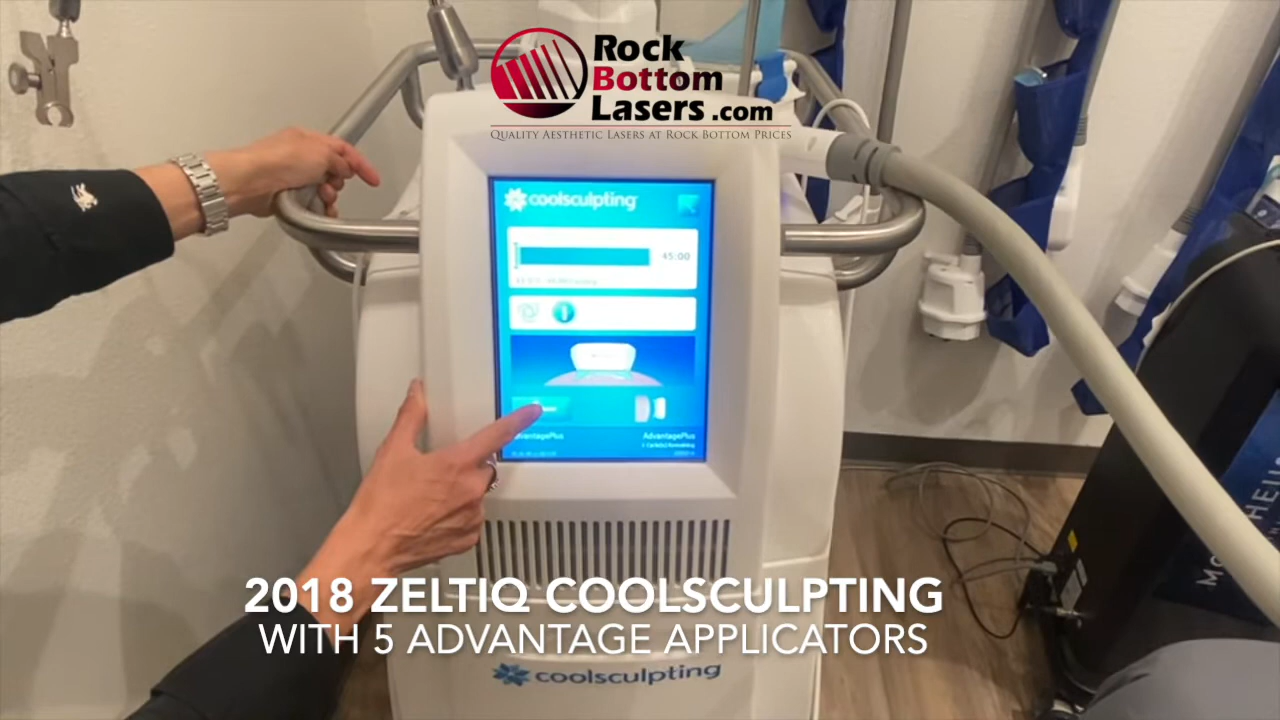 Rock
Bottom
Lasers.com
Quality Aesthetic Lasers at Rock Bottom Prices
coolsculpting
45:00
AdvantagePlus
AdvantagePlus
2018 ZELTIQ COOLSCULPTING
WITH 5 ADVANTAGE APPLICATORS
coolsculpting